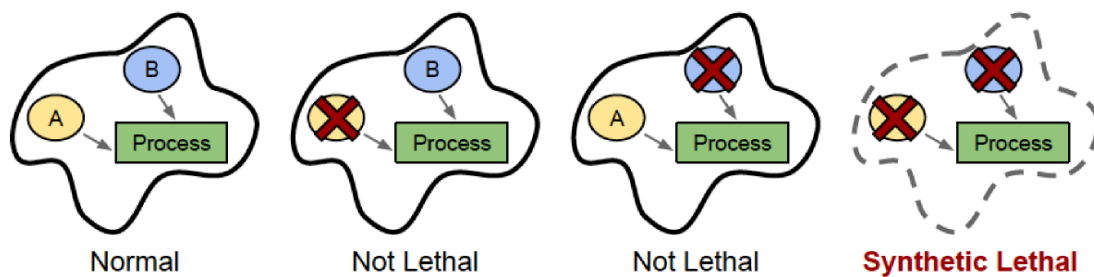 B
A
Process
Normal
B
Process
Not Lethal
A
Process
Not Lethal
Process
Synthetic Lethal